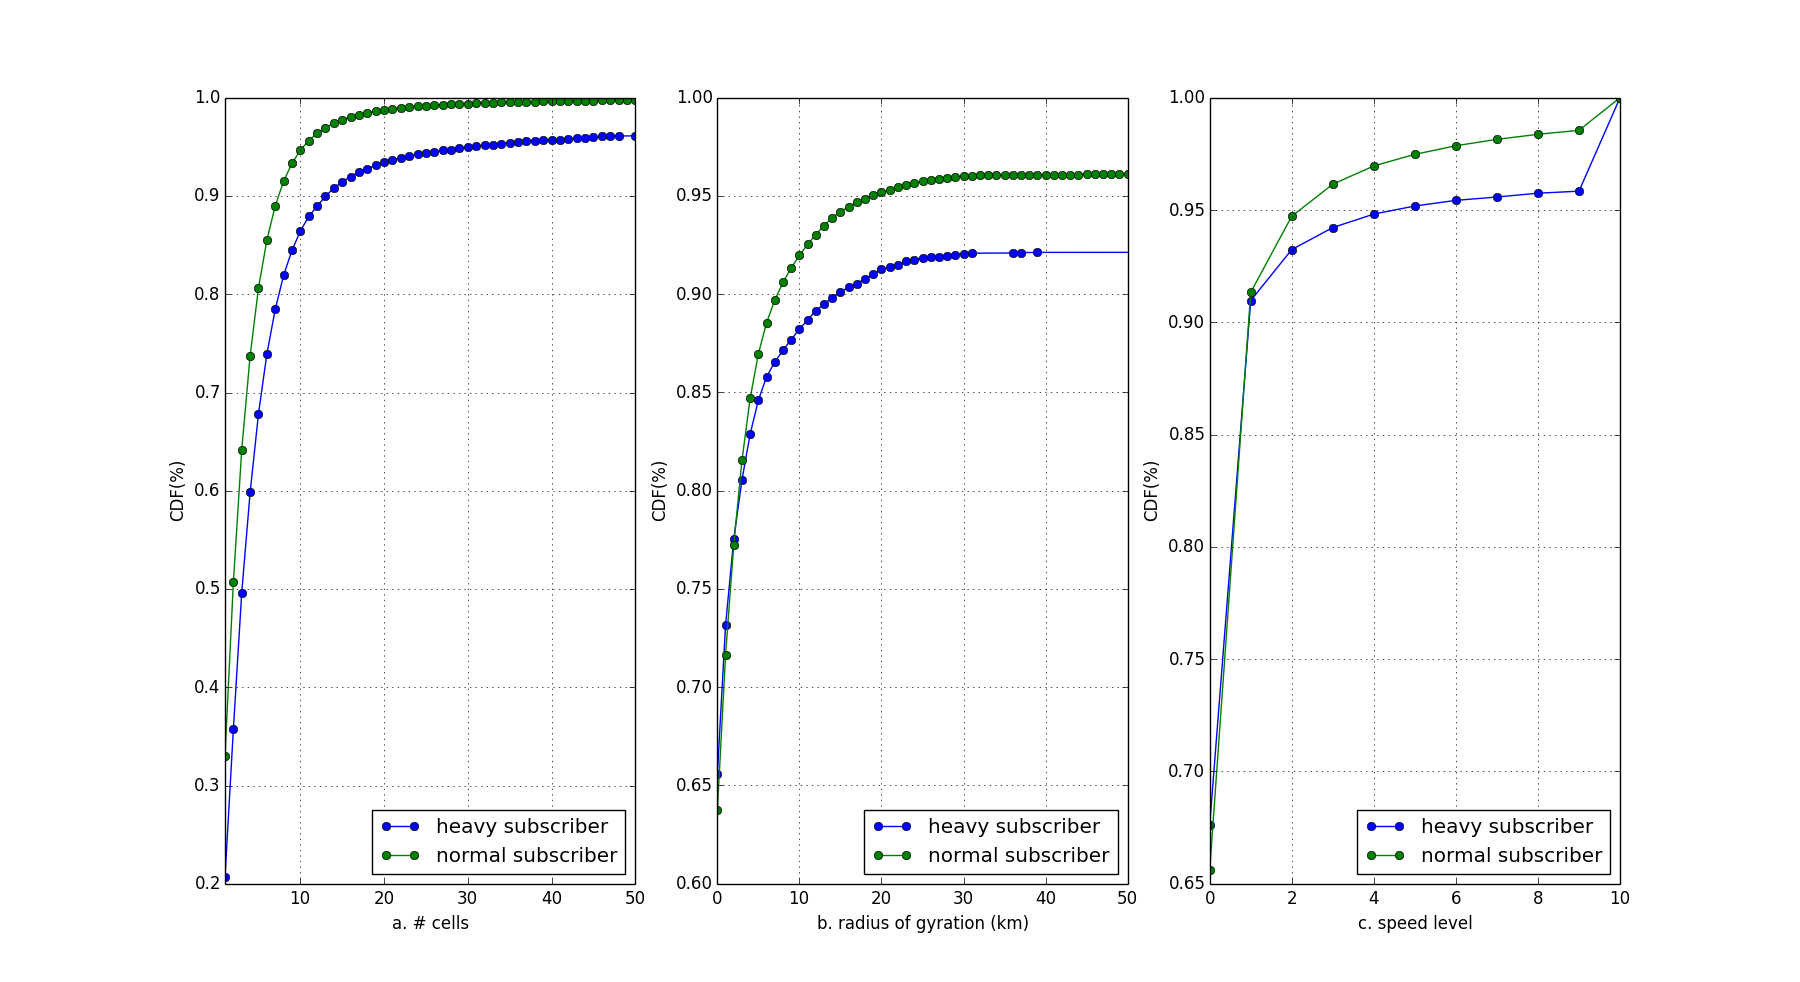 1.0
0.9
0.8
0.7
0.6
0.5
0.4
0.3
0.2
CDF(%)
10 20 30 40 50
a. # cells
heavy subscriber
normal subscriber
1.00
0.95
0.90
0.85
0.80
0.75
0.70
0.65
0.60
CDF(%)
0 10 20 30 40 50
b. radius of gyration (km)
heavy subscriber
normal subscriber
1.00
0.95
0.90
0.85
0.80
0.75
0.70
0.65
CDF(%)
0 2 4 6 8 10
c. speed level
heavy subscriber
normal subscriber